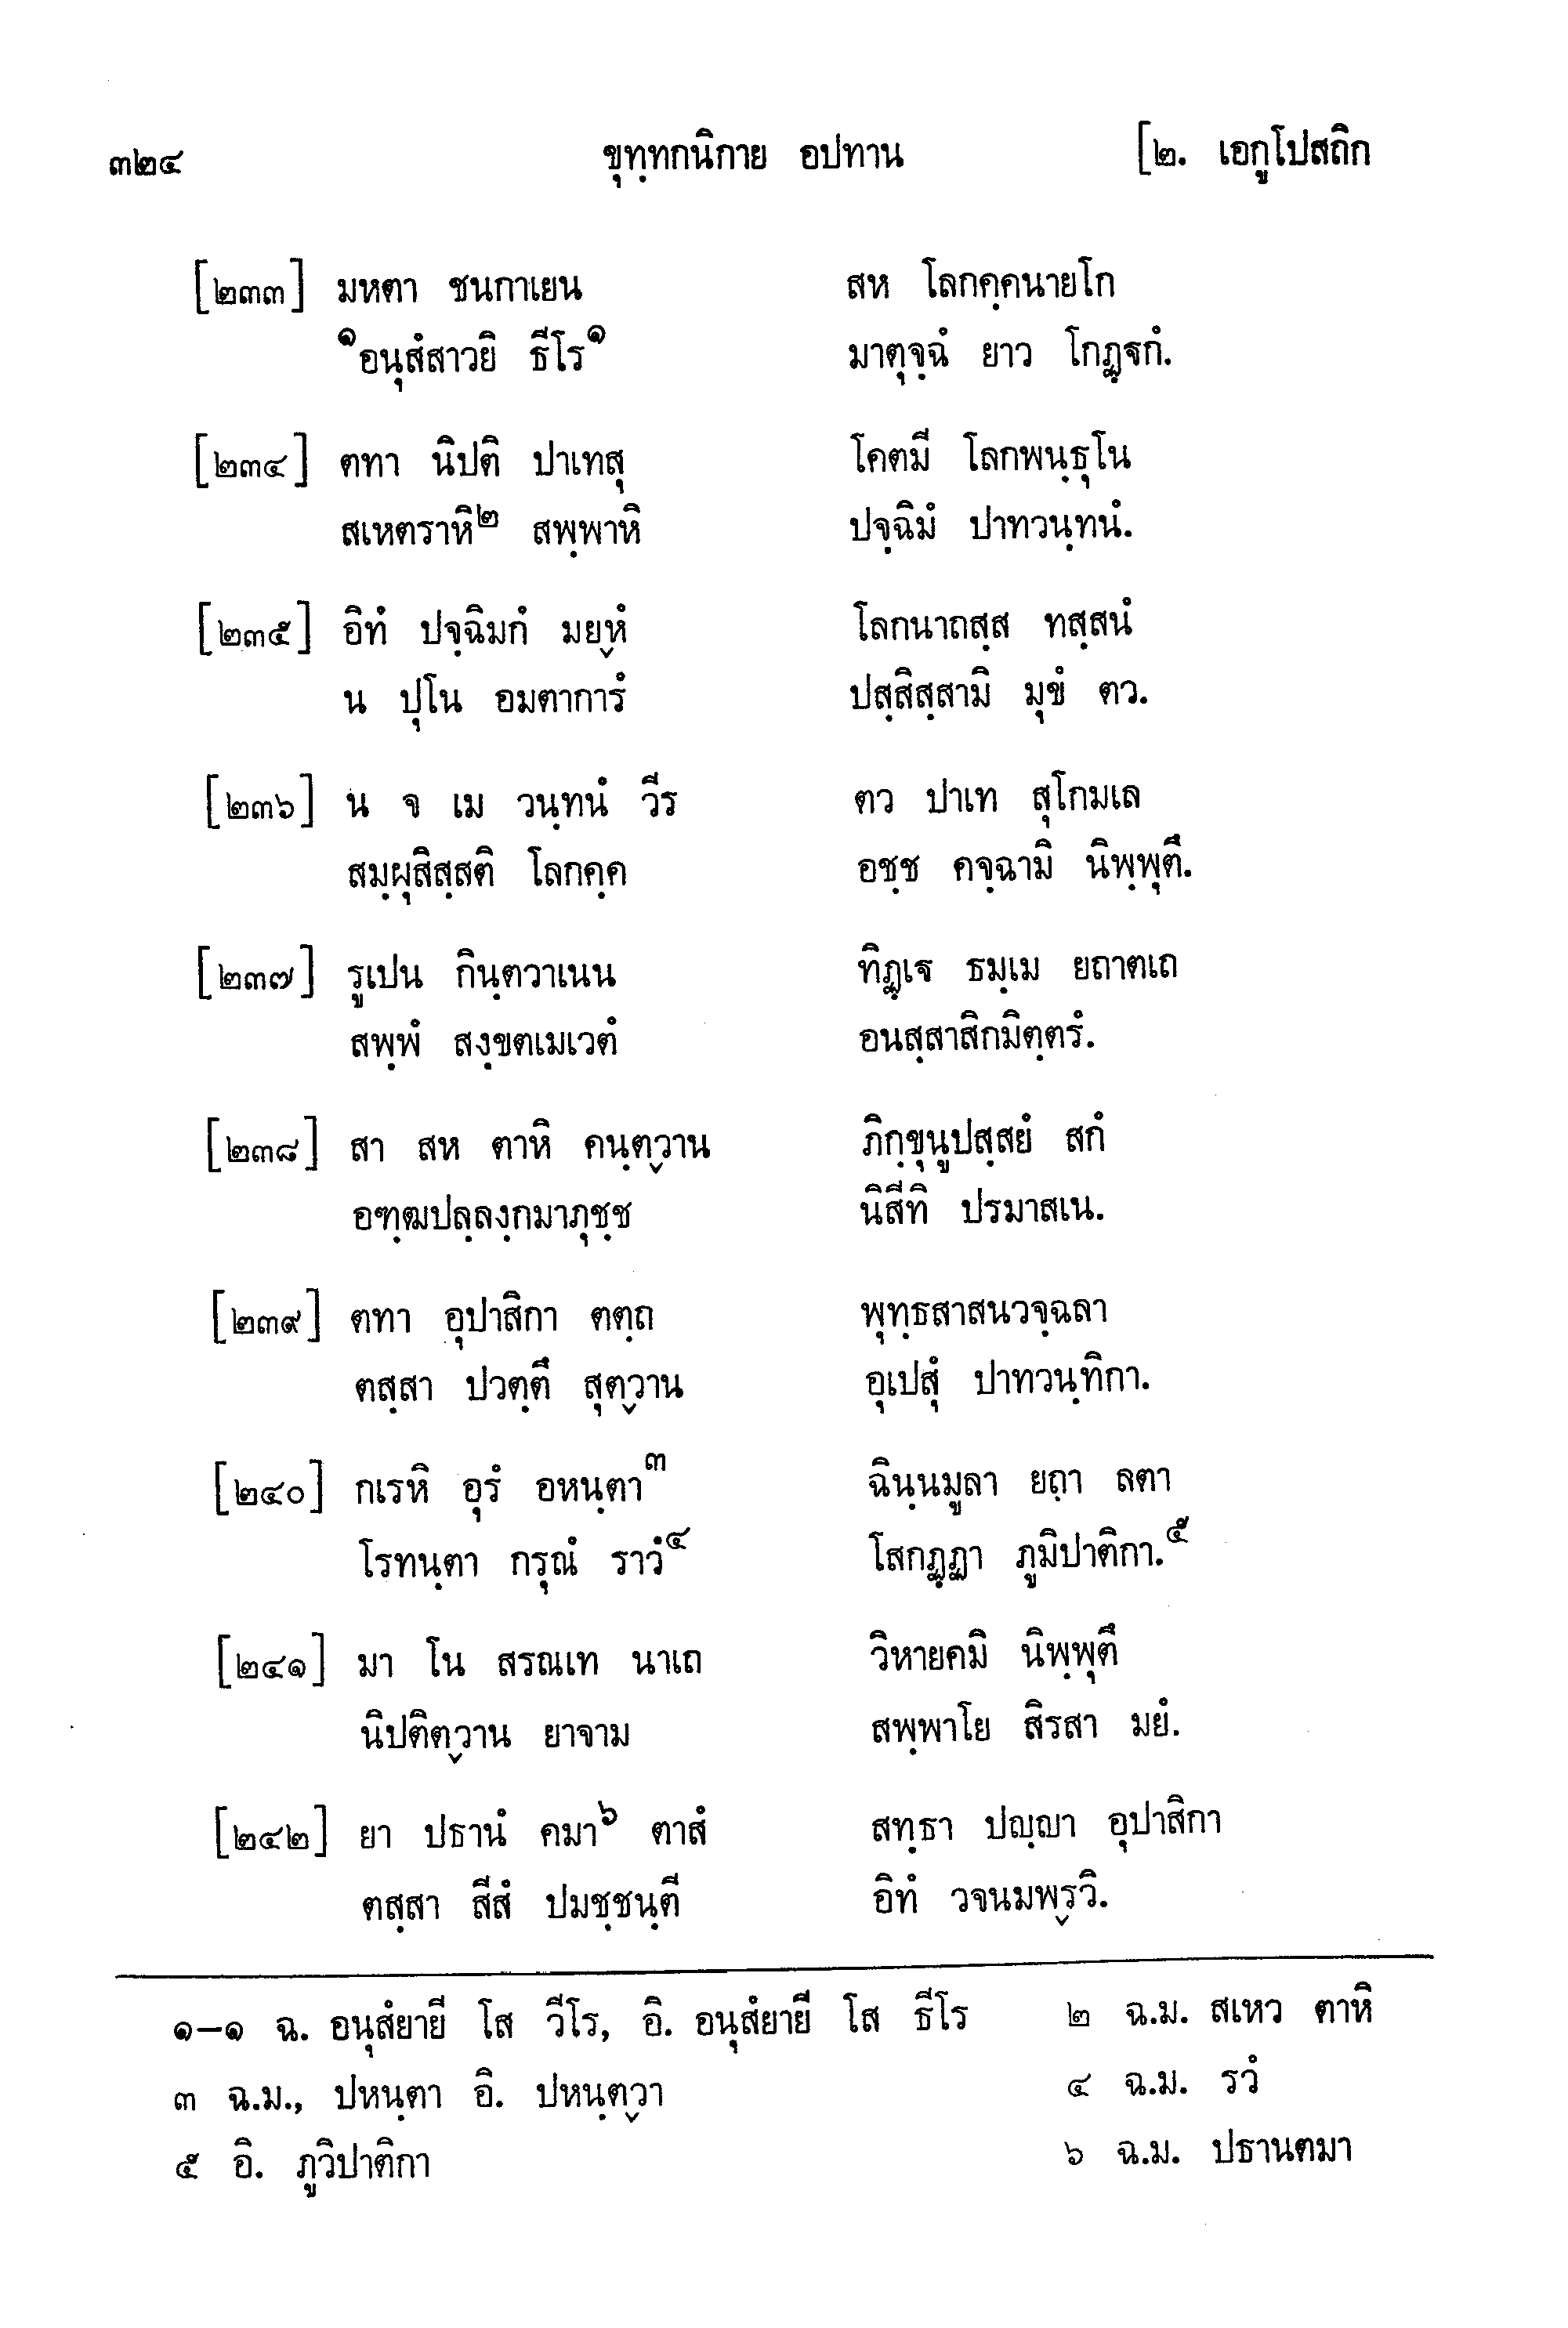 ๓๒๔ ขุทฺทกนิกาย อปทาน [๒. เอกูโปสถิก
[๒๓๓] มหตา ชนกาเยน สห โลกคฺคนายโก
๑อนุสํสาวยิ ธีโร๑ มาตุจฺฉํ ยาว โกฏฺฐกํ.
[๒๓๔] ตทา นิปติ ปาเทสุ โคตมี โลกพนฺธุโน
สเหตราหิ๒ สพฺพาหิ ปจฺฉิมํ ปาทวนฺทนํ.
[๒๓๕] อิทํ ปจฺฉิมกํ มยฺหํ โลกนาถสฺส ทสฺสนํ
น ปุโน อมตาการํ ปสฺสิสฺสามิ มุขํ ตว.
[๒๓๖] น จ เม วนฺทนํ วีร ตว ปาเท สุโกมเล
สมฺผุสิสฺสติ โลกคฺค อชฺช คจฺฉามิ นิพฺพุตึ.
[๒๓๗] รูเปน กินฺตวาเนน ทิฏฺเฐ ธมฺเม ยถาตเถ
สพฺพํ สงฺขตเมเวตํ อนสฺสาสิกมิตฺตรํ.
[๒๓๘] สา สห ตาหิ คนฺตฺวาน ภิกฺขุนูปสฺสยํ สกํ
อฑฺฒปลฺลงฺกมาภุชฺช นิสีทิ ปรมาสเน.
[๒๓๙] ตทา อุปาสิกา ตตฺถ พุทฺธสาสนวจฺฉลา
ตสฺสา ปวตฺตึ สุตฺวาน อุเปสุํ ปาทวนฺทิกา.
[๒๔๐] กเรหิ อุรํ อหนฺตา๓ ฉินฺนมูลา ยถา ลตา
โรทนฺตา กรุณํ ราวํ๔ โสกฏฺฏา ภูมิปาติกา.๕
[๒๔๑] มา โน สรณเท นาเถ วิหายคมิ นิพฺพุตึ
นิปติตฺวาน ยาจาม สพฺพาโย สิรสา มยํ.
[๒๔๒] ยา ปธานํ คมา๖ ตาสํ สทฺธา ปญฺญา อุปาสิกา
ตสฺสา สีสํ ปมชฺชนฺตี อิทํ วจนมพฺรวิ.
๑-๑ ฉ. อนุสํยายี โส วีโร, อิ. อนุสํยายี โส ธีโร ๒ ฉ.ม. สเหว ตาหิ
๓ ฉ.ม., ปหนฺตา อิ. ปหนฺตฺวา ๔ ฉ.ม. รวํ
๕ อิ. ภูวิปาติกา ๖ ฉ.ม. ปธานตมา